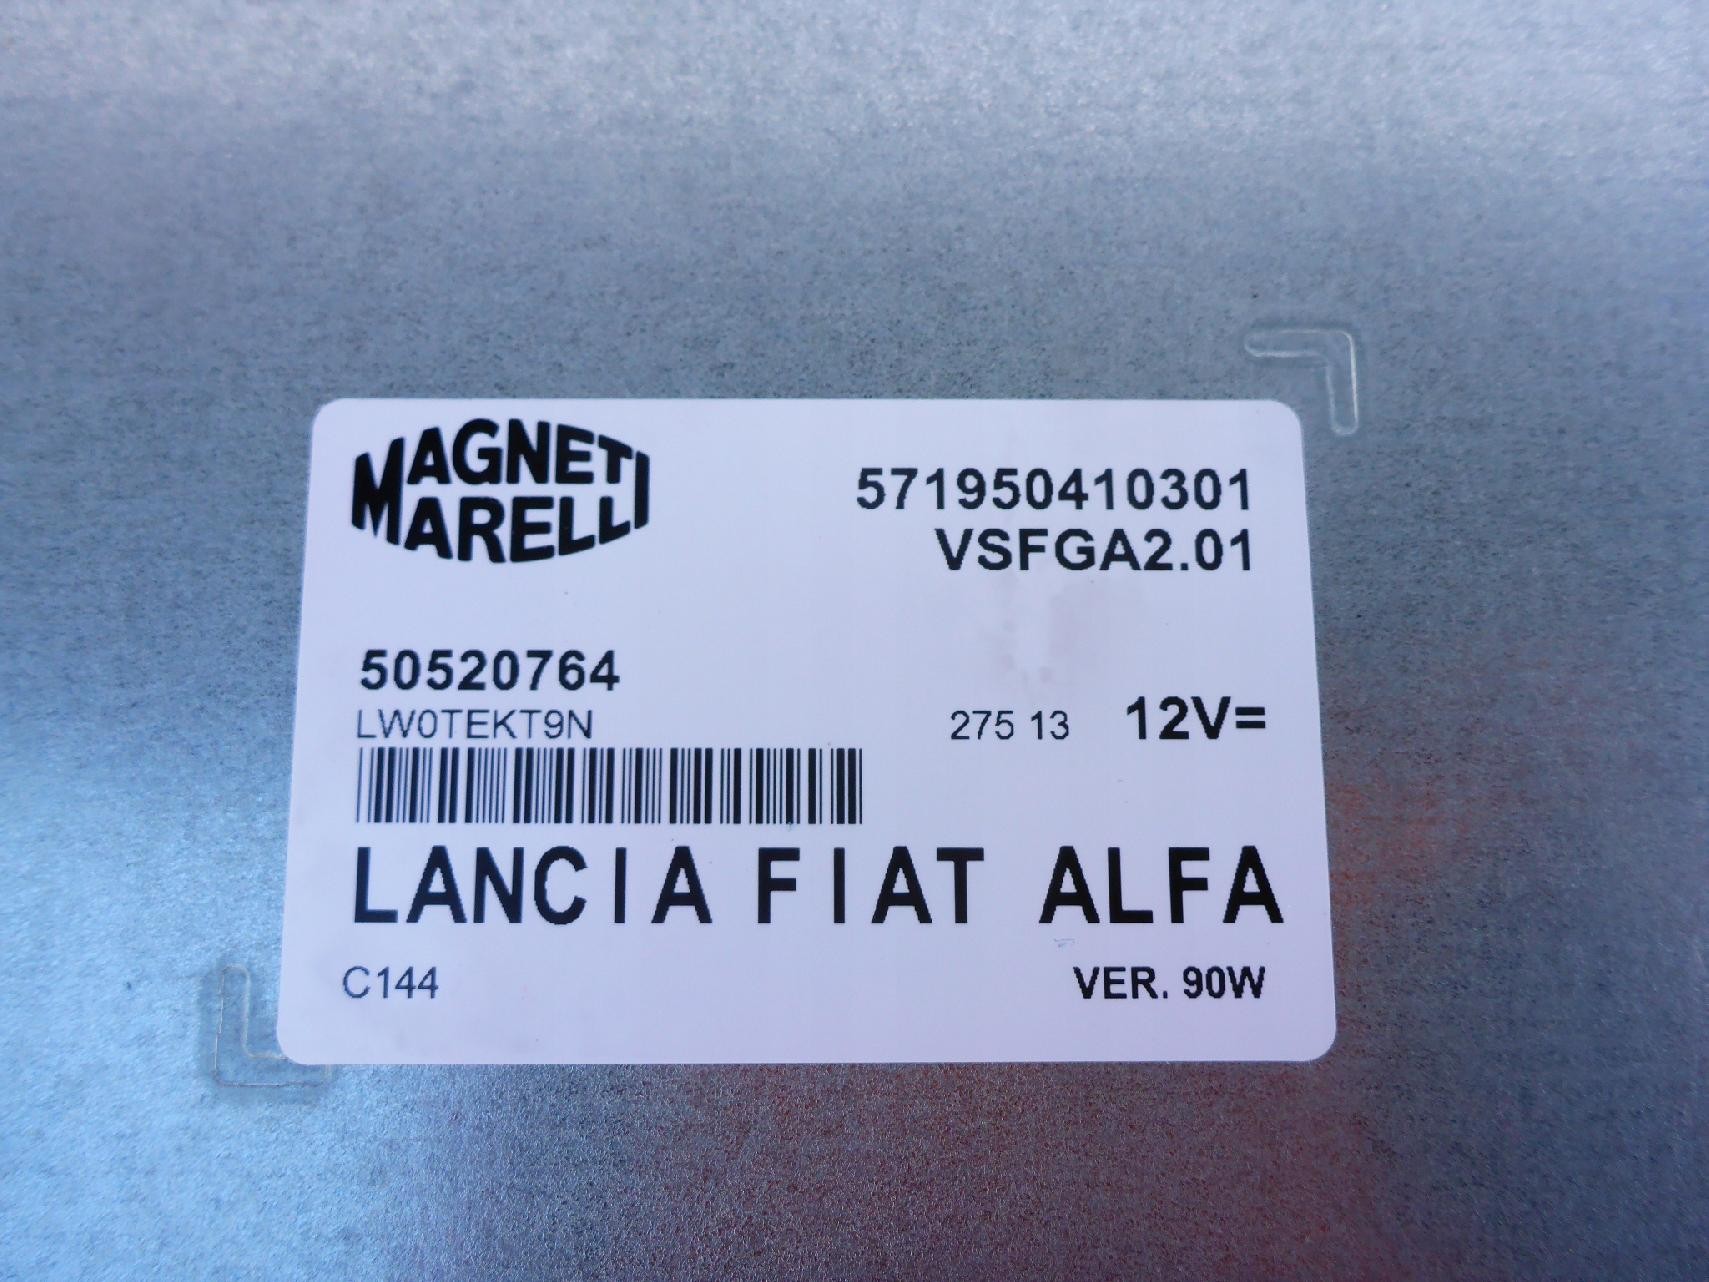 MAGNETI
MARELLI
571950410301
VSFGA2.01
50520764
LW0TEKT9N
275 13 12V=
LANCIA FIAT ALFA
C144
VER. 90W